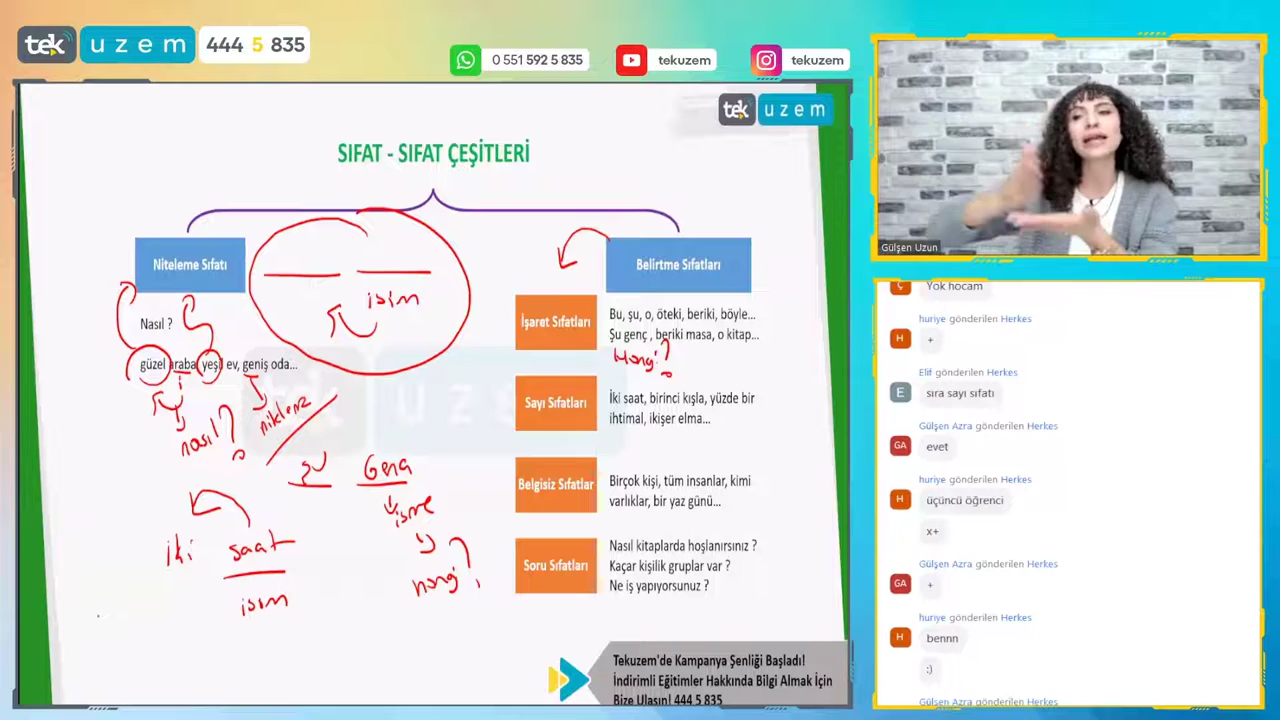 tek uzem 444 5 835
0 551 592 5 835
tekuzem
tekuzem
tek uzem
SIFAT - SIFAT ÇEŞİTLERİ
Niteleme Sıfatı
Nasıl ?
güzel araba, yeşil ev, geniş oda...
isim
nasıl?
Şu Genç
isme
hangi?
İki saat
isim
Belirtme Sıfatları
İşaret Sıfatları
Bu, şu, o, öteki, beriki, böyle...
Şu genç , beriki masa, o kitap...
Hangi?
Sayı Sıfatları
İki saat, birinci kışla, yüzde bir
ihtimal, ikişer elma...
Belgisiz Sıfatlar
Birçok kişi, tüm insanlar, kimi
varlıklar, bir yaz günü...
Soru Sıfatları
Nasıl kitaplarda hoşlanırsınız ?
Kaçar kişilik gruplar var ?
Ne iş yapıyorsunuz ?
Tekuzem'de Kampanya Şenliği Başladı!
İndirimli Eğitimler Hakkında Bilgi Almak İçin
Bize Ulaşın! 444 5 835
Gülşen Uzun
Ç Yok hocam
huriye gönderilen Herkes
H +
Elif gönderilen Herkes
E sıra sayı sıfatı
Gülşen Azra gönderilen Herkes
GA evet
huriye gönderilen Herkes
H üçüncü öğrenci
x+
Gülşen Azra gönderilen Herkes
GA +
huriye gönderilen Herkes
H bennn
:)
Gülşen Azra gönderilen Herkes